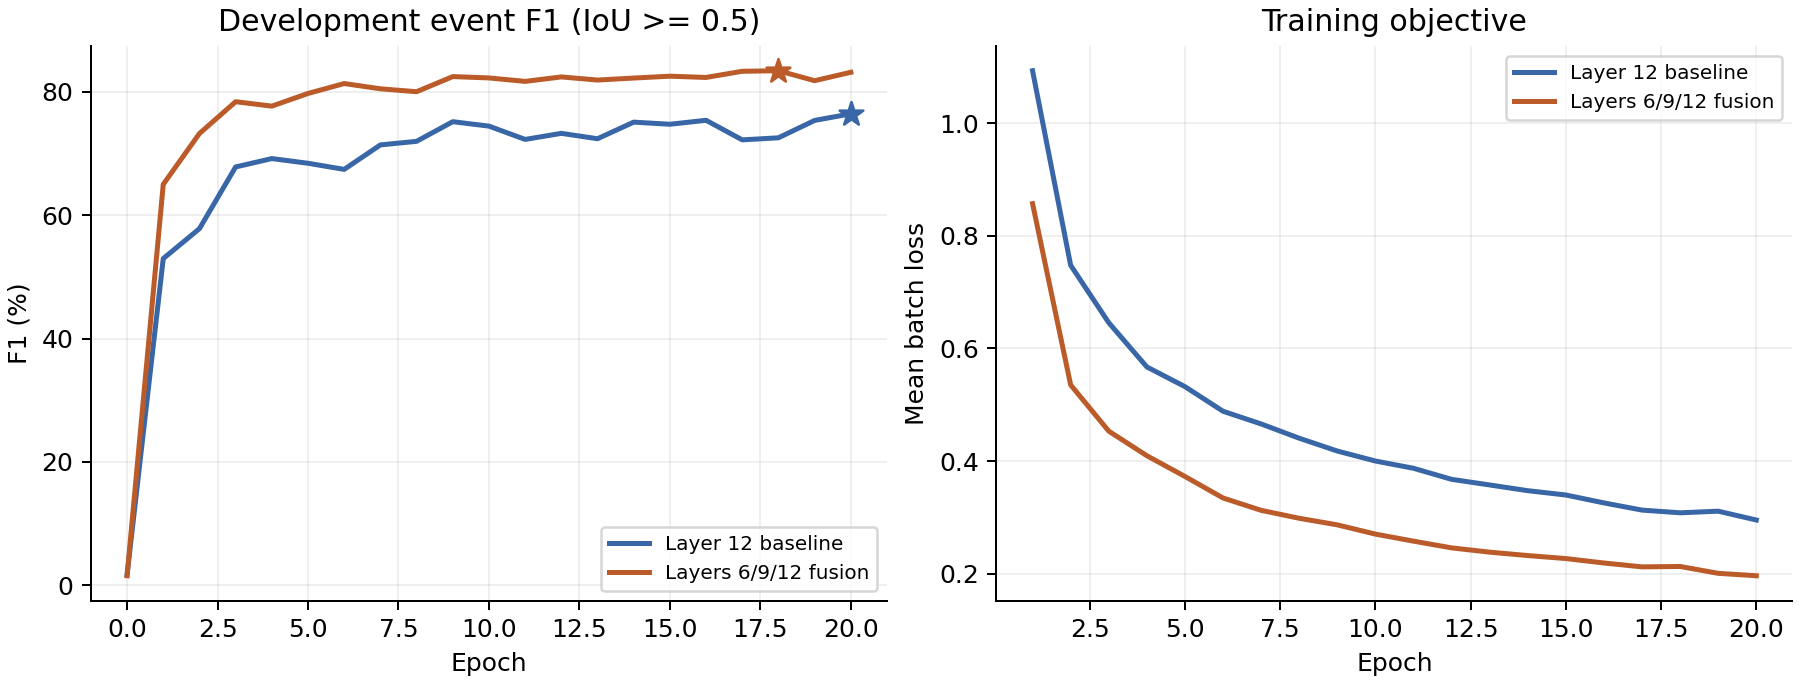 Development event F1 (IoU >= 0.5)
F1 (%)
80
60
40
20
0
Layer 12 baseline
Layers 6/9/12 fusion
0.0 2.5 5.0 7.5 10.0 12.5 15.0 17.5 20.0
Epoch
Training objective
Mean batch loss
Layer 12 baseline
Layers 6/9/12 fusion
1.0
0.8
0.6
0.4
0.2
2.5 5.0 7.5 10.0 12.5 15.0 17.5 20.0
Epoch